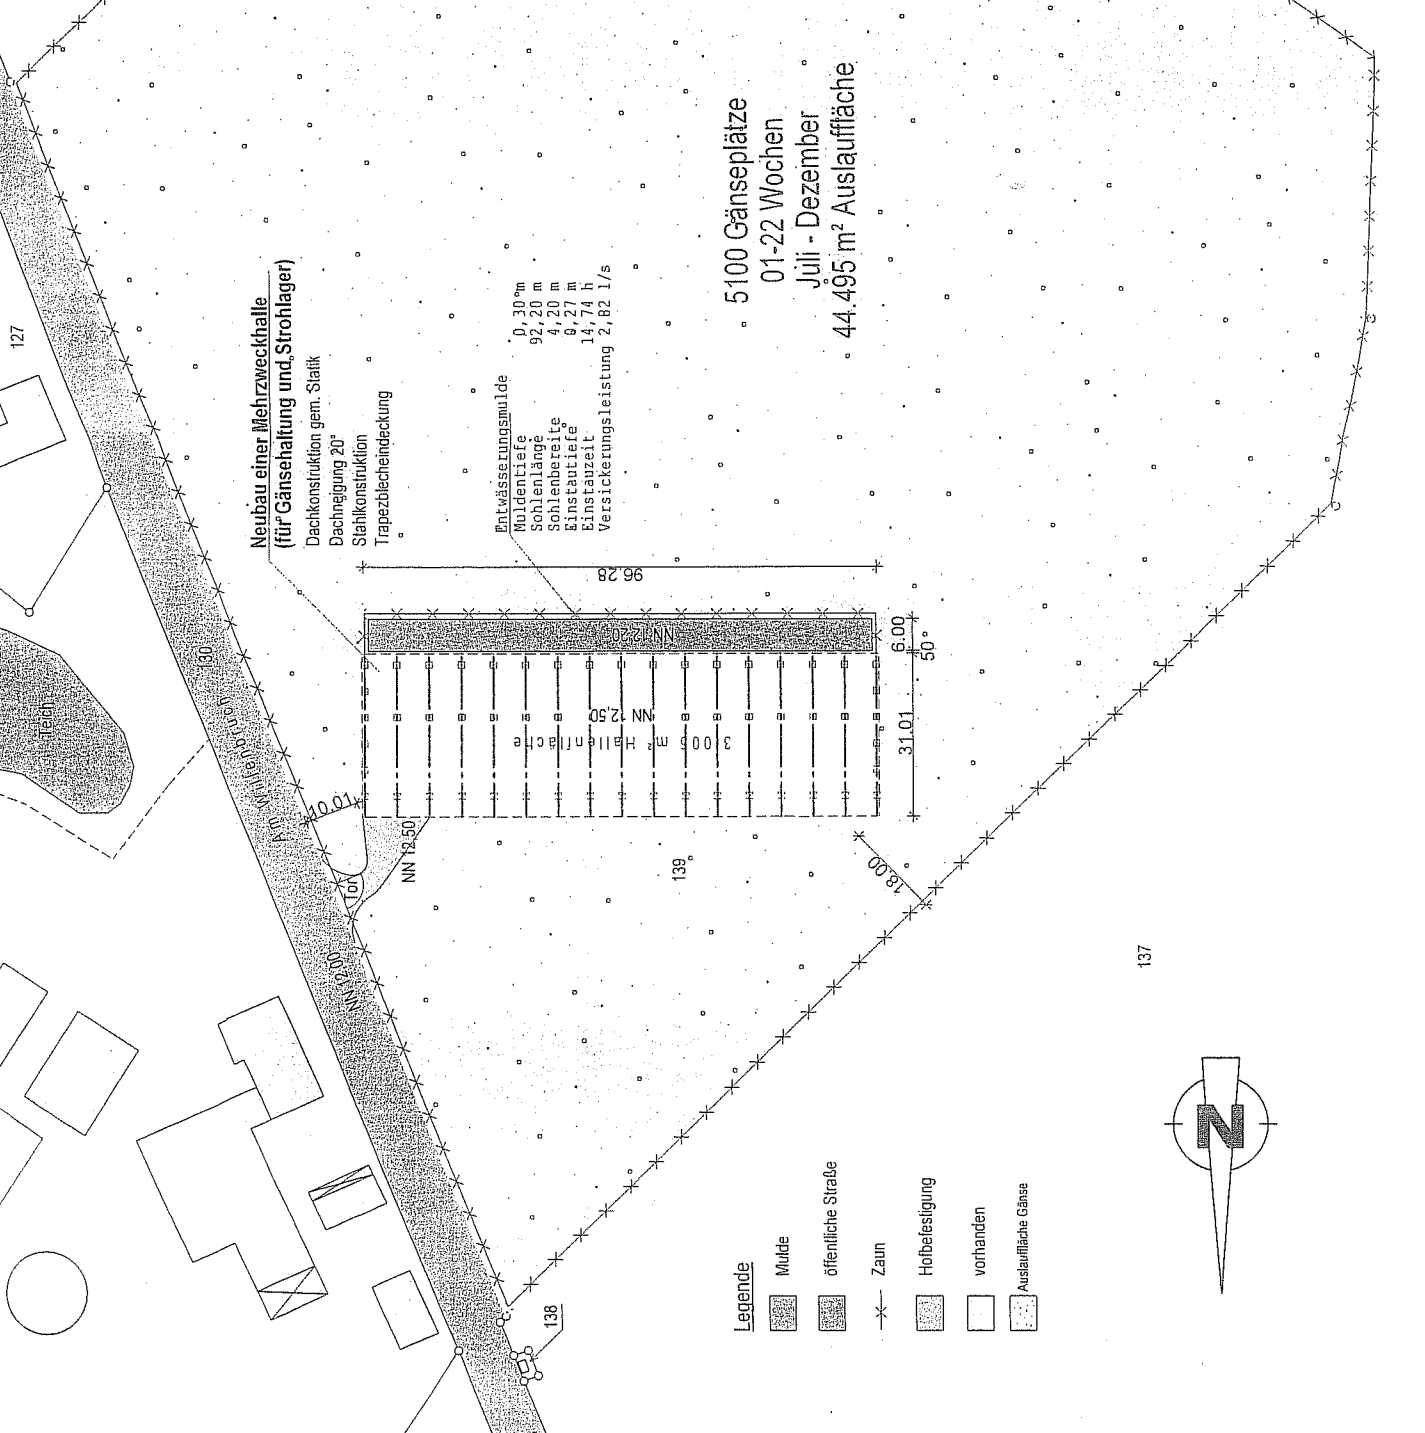 127
Neubau einer Mehrzweckhalle
(für Gänsehaltung und Strohlager)
Dachkonstruktion gem. Statik
Dachneigung 20°
Stahlkonstruktion
Trapezblecheindeckung
Entwässerungsmulde
Muldentiefe 0,30 m
Sohlenlänge 92,20 m
Sohlenbereite 4,20 m
Einstautiefe 0,27 m
Einstauzeit 14,74 h
Versickerungsleistung 2,82 l/s
5100 Gänseplätze
01-22 Wochen
Juli - Dezember
44.495 m² Auslauffläche
96.28
NN 12,20
6.00
50°
31.01
NN 12,50
3.005 m² Hallenfläche
130
Teich
Am Willenbruch
10.01
Tor
NN 12.50
NN 12.00
139
18.00
137
138
Legende
Mulde
öffentliche Straße
Zaun
Hofbefestigung
vorhanden
Auslauffläche Gänse
N